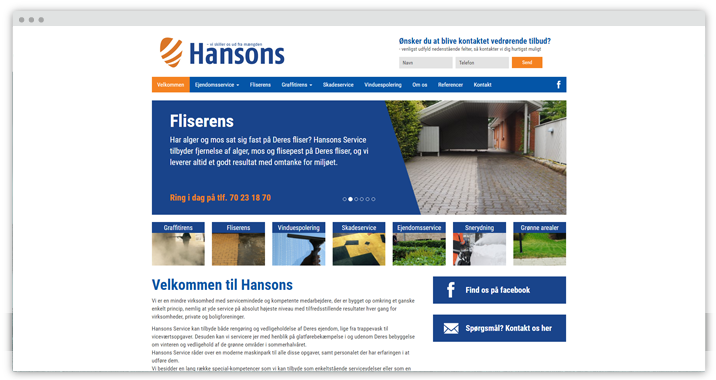 - vi skiller os ud fra mængden
Hansons
Ønsker du at blive kontaktet vedrørende tilbud?
- venligst udfyld nedenstående felter, så kontakter vi dig hurtigst muligt
Navn
Telefon
Send
Velkommen
Ejendomsservice
Fliserens
Graffitirens
Skadeservice
Vinduespolering
Om os
Referencer
Kontakt
f
Fliserens
Har alger og mos sat sig fast på Deres fliser? Hansons Service
tilbyder fjernelse af alger, mos og flisepest på Deres fliser, og vi
leverer altid et godt resultat med omtanke for miljøet.
Ring i dag på tlf. 70 23 18 70
Graffitirens
Fliserens
Vinduespolering
Skadeservice
Ejendomsservice
Snerydning
Grønne arealer
Velkommen til Hansons
Vi er en mindre virksomhed med servicemindede og kompetente medarbejdere, der er bygget op omkring et ganske
enkelt princip, nemlig at yde service på absolut højeste niveau med tilfredsstillende resultater hver gang for
virksomheder, private og boligforeninger.
Hansons Service kan tilbyde både rengøring og vedligeholdelse af Deres ejendom, lige fra trappevask til
viceværtsopgaver. Desuden kan vi servicere jer med henblik på glatførebekæmpelse i og udenom Deres bebyggelse
om vinteren og vedligehold af de grønne områder i sommerhalvåret.
Hansons Service råder over en moderne maskinpark til alle disse opgaver, samt personalet der har erfaringen i at
udføre dem.
Vi besidder en lang række special-kompetencer som vi kan tilbyde som enkeltstående serviceydelser eller som en
f
Find os på facebook
Spørgsmål? Kontakt os her